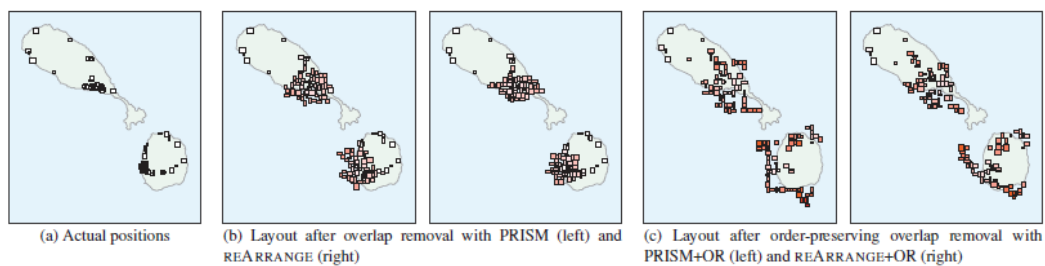 (a) Actual positions
(b) Layout after overlap removal with PRISM (left) and
REARRANGE (right)
(c) Layout after order-preserving overlap removal with
PRISM+OR (left) and REARRANGE+OR (right)